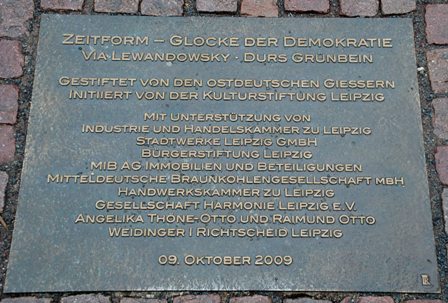 ZEITFORM – GLOCKE DER DEMOKRATIE
VIA LEWANDOWSKY · DURS GRÜNBEIN
GESTIFTET VON DEN OSTDEUTSCHEN GIESSERN
INITIIERT VON DER KULTURSTIFTUNG LEIPZIG
MIT UNTERSTÜTZUNG VON
INDUSTRIE UND HANDELSKAMMER ZU LEIPZIG
STADTWERKE LEIPZIG GMBH
BÜRGERSTIFTUNG LEIPZIG
MIB AG IMMOBILIEN UND BETEILIGUNGEN
MITTELDEUTSCHE BRAUNKOHLENGESELLSCHAFT MBH
HANDWERKSKAMMER ZU LEIPZIG
GESELLSCHAFT HARMONIE LEIPZIG E.V.
ANGELIKA THÖNE-OTTO UND RAIMUND OTTO
WEIDINGER I RICHTSCHEID LEIPZIG
09. OKTOBER 2009